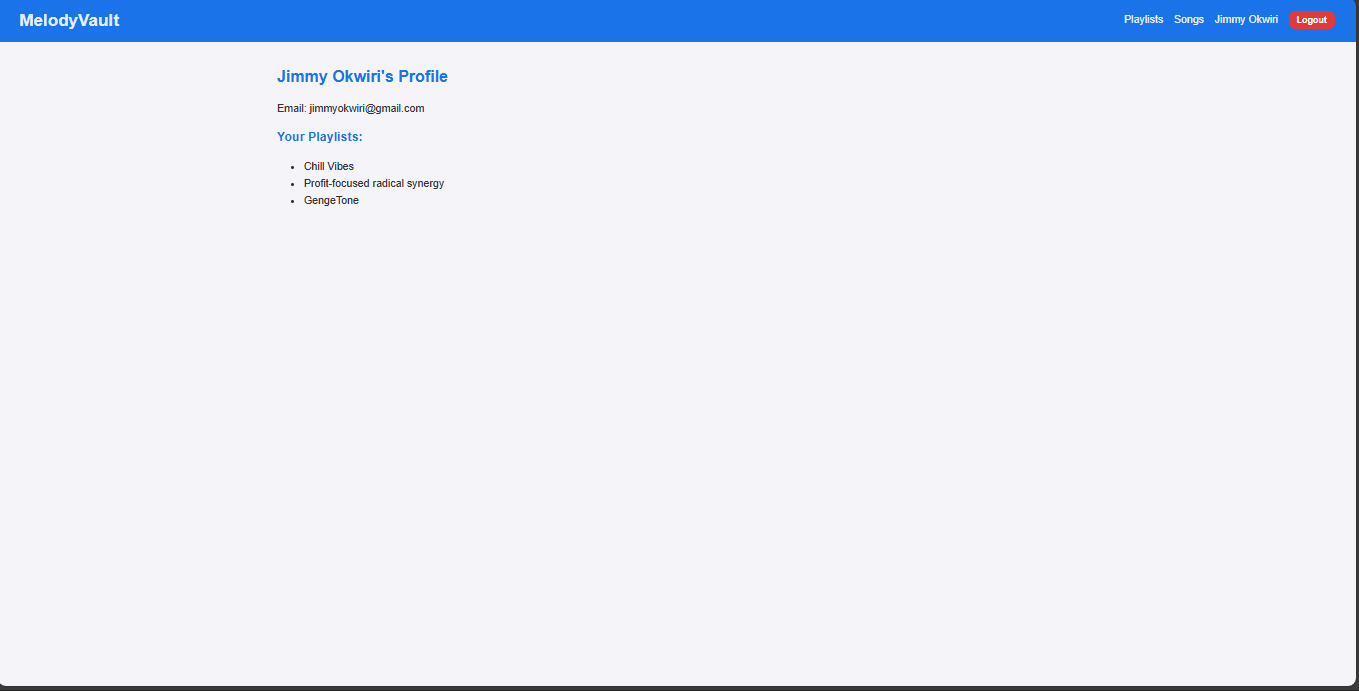 MelodyVault
Playlists Songs Jimmy Okwiri Logout
Jimmy Okwiri's Profile
Email: jimmyokwiri@gmail.com
Your Playlists:
Chill Vibes
Profit-focused radical synergy
GengeTone